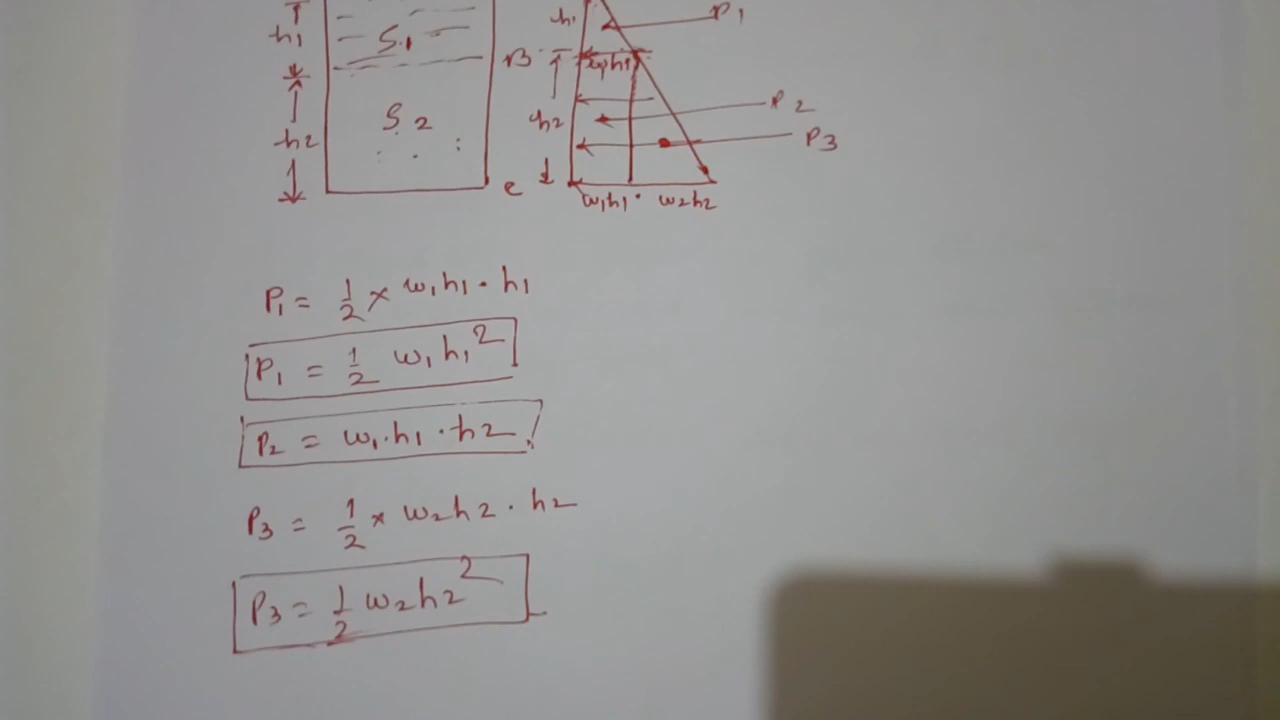 h1 S1 h1 P1
B w1h1
h2 S2 h2 P2
P3
c w1h1 · w2h2
P1 = 1/2 × w1h1 · h1
P1 = 1/2 w1h1²
P2 = w1·h1·h2
P3 = 1/2 × w2h2 · h2
P3 = 1/2 w2h2²